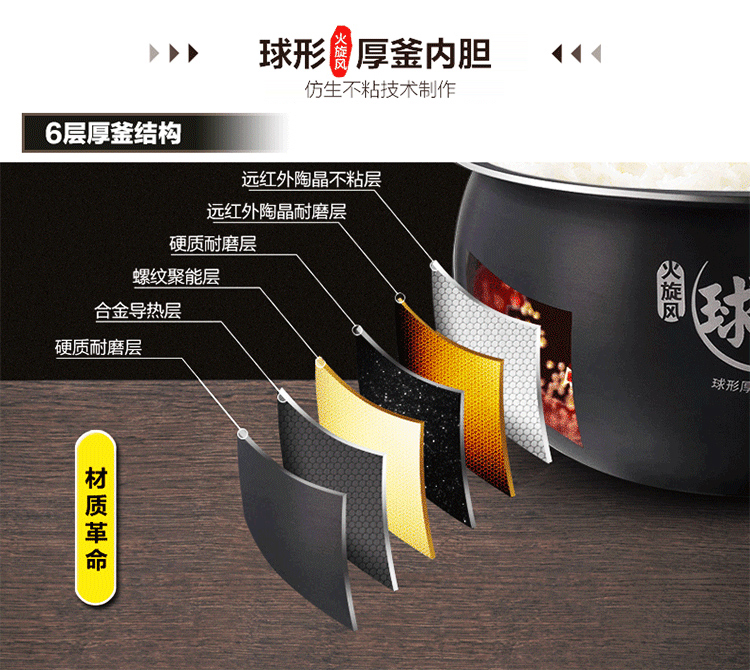 球形火旋风厚釜内胆
仿生不粘技术制作
6层厚釜结构
远红外陶晶不粘层
远红外陶晶耐磨层
硬质耐磨层
螺纹聚能层
合金导热层
硬质耐磨层
火旋风
球
球形厚
材质革命